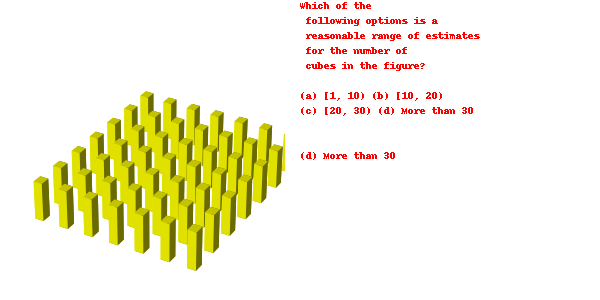 Which of the
following options is a
reasonable range of estimates
for the number of
cubes in the figure?
(a) [1, 10) (b) [10, 20)
(c) [20, 30) (d) More than 30
(d) More than 30